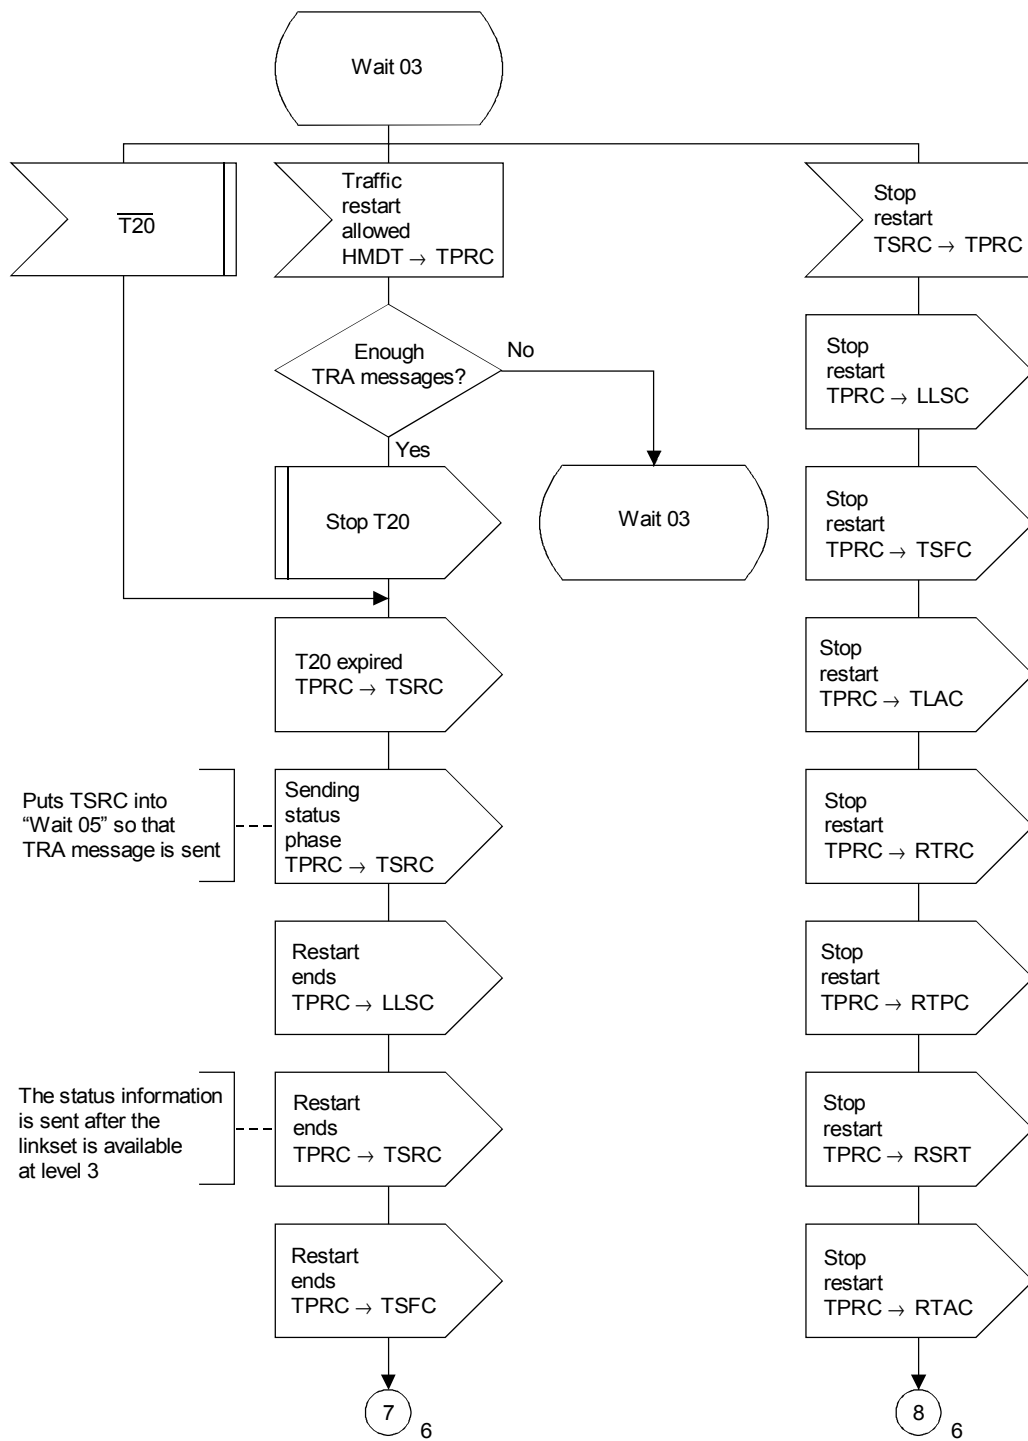 Wait 03
T20
Traffic
restart
allowed
HMDT → TPRC
Stop
restart
TSRC → TPRC
Enough
TRA messages?
No
Yes
Stop T20
Wait 03
Stop
restart
TPRC → LLSC
Stop
restart
TPRC → TSFC
T20 expired
TPRC → TSRC
Stop
restart
TPRC → TLAC
Puts TSRC into
“Wait 05” so that
TRA message is sent
Sending
status
phase
TPRC → TSRC
Stop
restart
TPRC → RTRC
Restart
ends
TPRC → LLSC
Stop
restart
TPRC → RTPC
The status information
is sent after the
linkset is available
at level 3
Restart
ends
TPRC → TSRC
Stop
restart
TPRC → RSRT
Restart
ends
TPRC → TSFC
Stop
restart
TPRC → RTAC
7
6
8
6